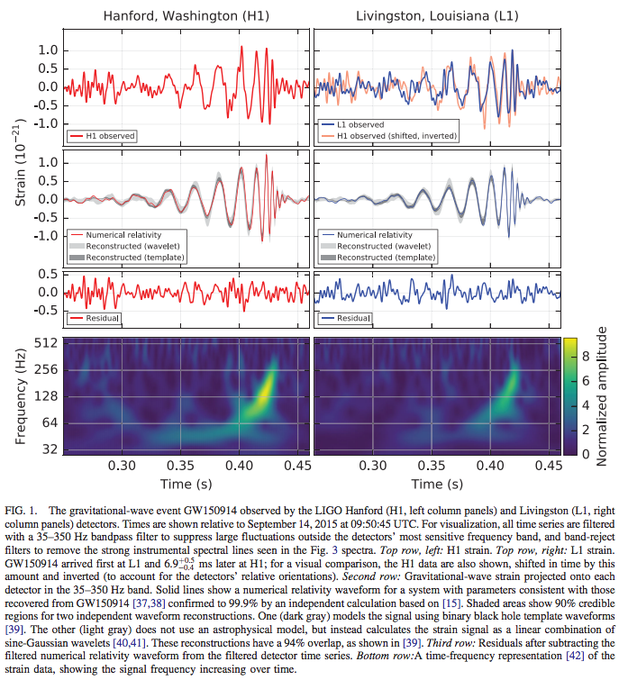 Hanford, Washington (H1)
Livingston, Louisiana (L1)
Strain (10⁻²¹)
1.0
0.5
0.0
-0.5
-1.0
H1 observed
L1 observed
H1 observed (shifted, inverted)
1.0
0.5
0.0
-0.5
-1.0
Numerical relativity
Reconstructed (wavelet)
Reconstructed (template)
Numerical relativity
Reconstructed (wavelet)
Reconstructed (template)
0.5
0.0
-0.5
Residual
Residual
Frequency (Hz)
512
256
128
64
32
0.30
0.35
0.40
0.45
Time (s)
0.30
0.35
0.40
0.45
Time (s)
8
6
4
2
0
Normalized amplitude
FIG. 1. The gravitational-wave event GW150914 observed by the LIGO Hanford (H1, left column panels) and Livingston (L1, right
column panels) detectors. Times are shown relative to September 14, 2015 at 09:50:45 UTC. For visualization, all time series are filtered
with a 35–350 Hz bandpass filter to suppress large fluctuations outside the detectors' most sensitive frequency band, and band-reject
filters to remove the strong instrumental spectral lines seen in the Fig. 3 spectra. Top row, left: H1 strain. Top row, right: L1 strain.
GW150914 arrived first at L1 and 6.9+0.5−0.4 ms later at H1; for a visual comparison, the H1 data are also shown, shifted in time by this
amount and inverted (to account for the detectors' relative orientations). Second row: Gravitational-wave strain projected onto each
detector in the 35–350 Hz band. Solid lines show a numerical relativity waveform for a system with parameters consistent with those
recovered from GW150914 [37,38] confirmed to 99.9% by an independent calculation based on [15]. Shaded areas show 90% credible
regions for two independent waveform reconstructions. One (dark gray) models the signal using binary black hole template waveforms
[39]. The other (light gray) does not use an astrophysical model, but instead calculates the strain signal as a linear combination of
sine-Gaussian wavelets [40,41]. These reconstructions have a 94% overlap, as shown in [39]. Third row: Residuals after subtracting the
filtered numerical relativity waveform from the filtered detector time series. Bottom row:A time-frequency representation [42] of the
strain data, showing the signal frequency increasing over time.